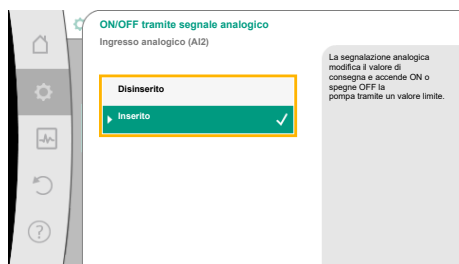 ON/OFF tramite segnale analogico
Ingresso analogico (AI2)
Disinserito
Inserito
La segnalazione analogica
modifica il valore di
consegna e accende ON o
spegne OFF la
pompa tramite un valore limite.